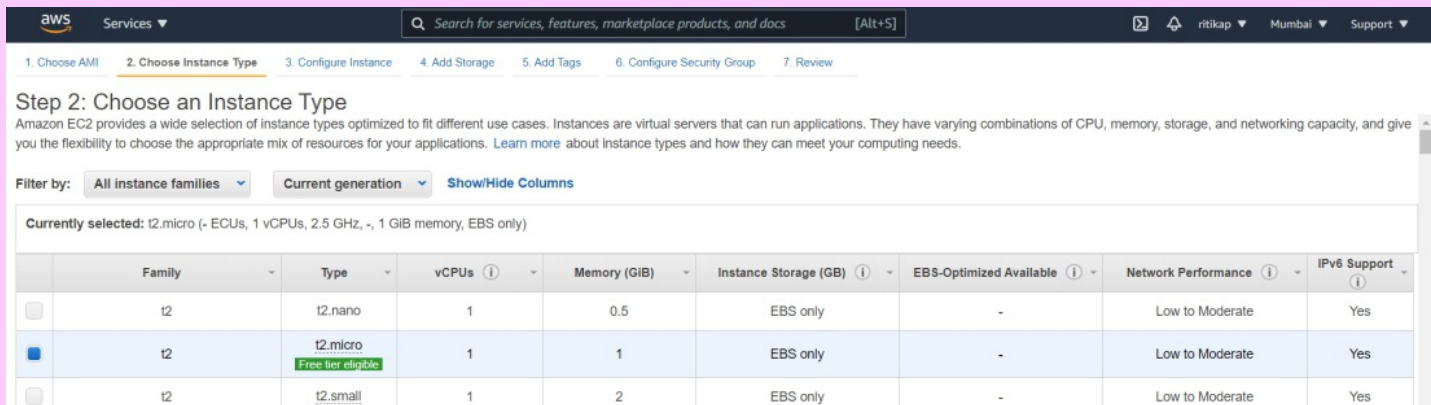 aws Services ▼ Search for services, features, marketplace products, and docs [Alt+S] ritikap ▼ Mumbai ▼ Support ▼
1. Choose AMI 2. Choose Instance Type 3. Configure Instance 4. Add Storage 5. Add Tags 6. Configure Security Group 7. Review
Step 2: Choose an Instance Type
Amazon EC2 provides a wide selection of instance types optimized to fit different use cases. Instances are virtual servers that can run applications. They have varying combinations of CPU, memory, storage, and networking capacity, and give
you the flexibility to choose the appropriate mix of resources for your applications. Learn more about instance types and how they can meet your computing needs.
Filter by: All instance families Current generation Show/Hide Columns
Currently selected: t2.micro (- ECUs, 1 vCPUs, 2.5 GHz, -, 1 GiB memory, EBS only)
Family Type vCPUs i Memory (GiB) Instance Storage (GB) i EBS-Optimized Available i Network Performance i IPv6 Support i
t2 t2.nano 1 0.5 EBS only - Low to Moderate Yes
t2 t2.micro 1 1 EBS only - Low to Moderate Yes
Free tier eligible
t2 t2.small 1 2 EBS only - Low to Moderate Yes